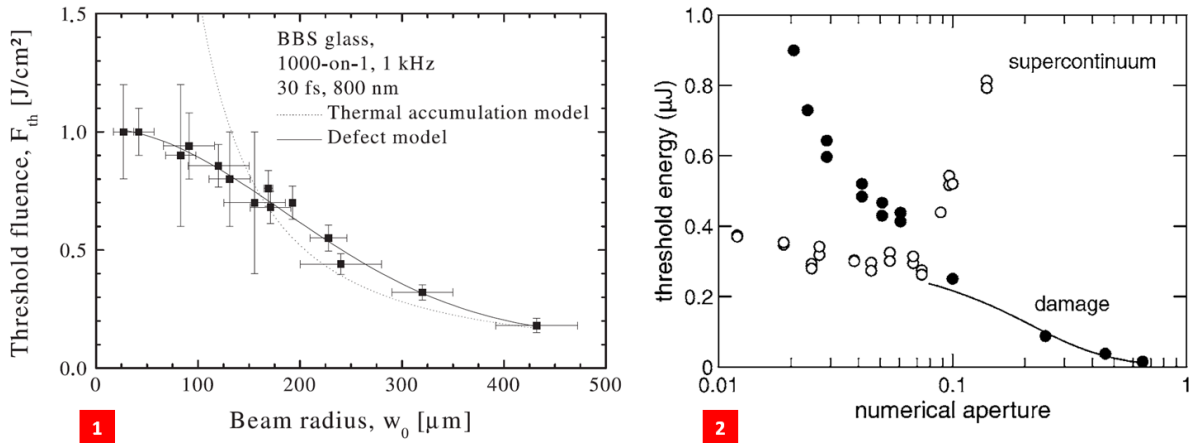 1.5
1.0
0.5
0.0
Threshold fluence, F_th [J/cm²]
BBS glass,
1000-on-1, 1 kHz
30 fs, 800 nm
Thermal accumulation model
Defect model
0
100
200
300
400
500
Beam radius, w_0 [μm]
1
1.0
0.8
0.6
0.4
0.2
0
threshold energy (μJ)
supercontinuum
damage
0.01
0.1
1
numerical aperture
2